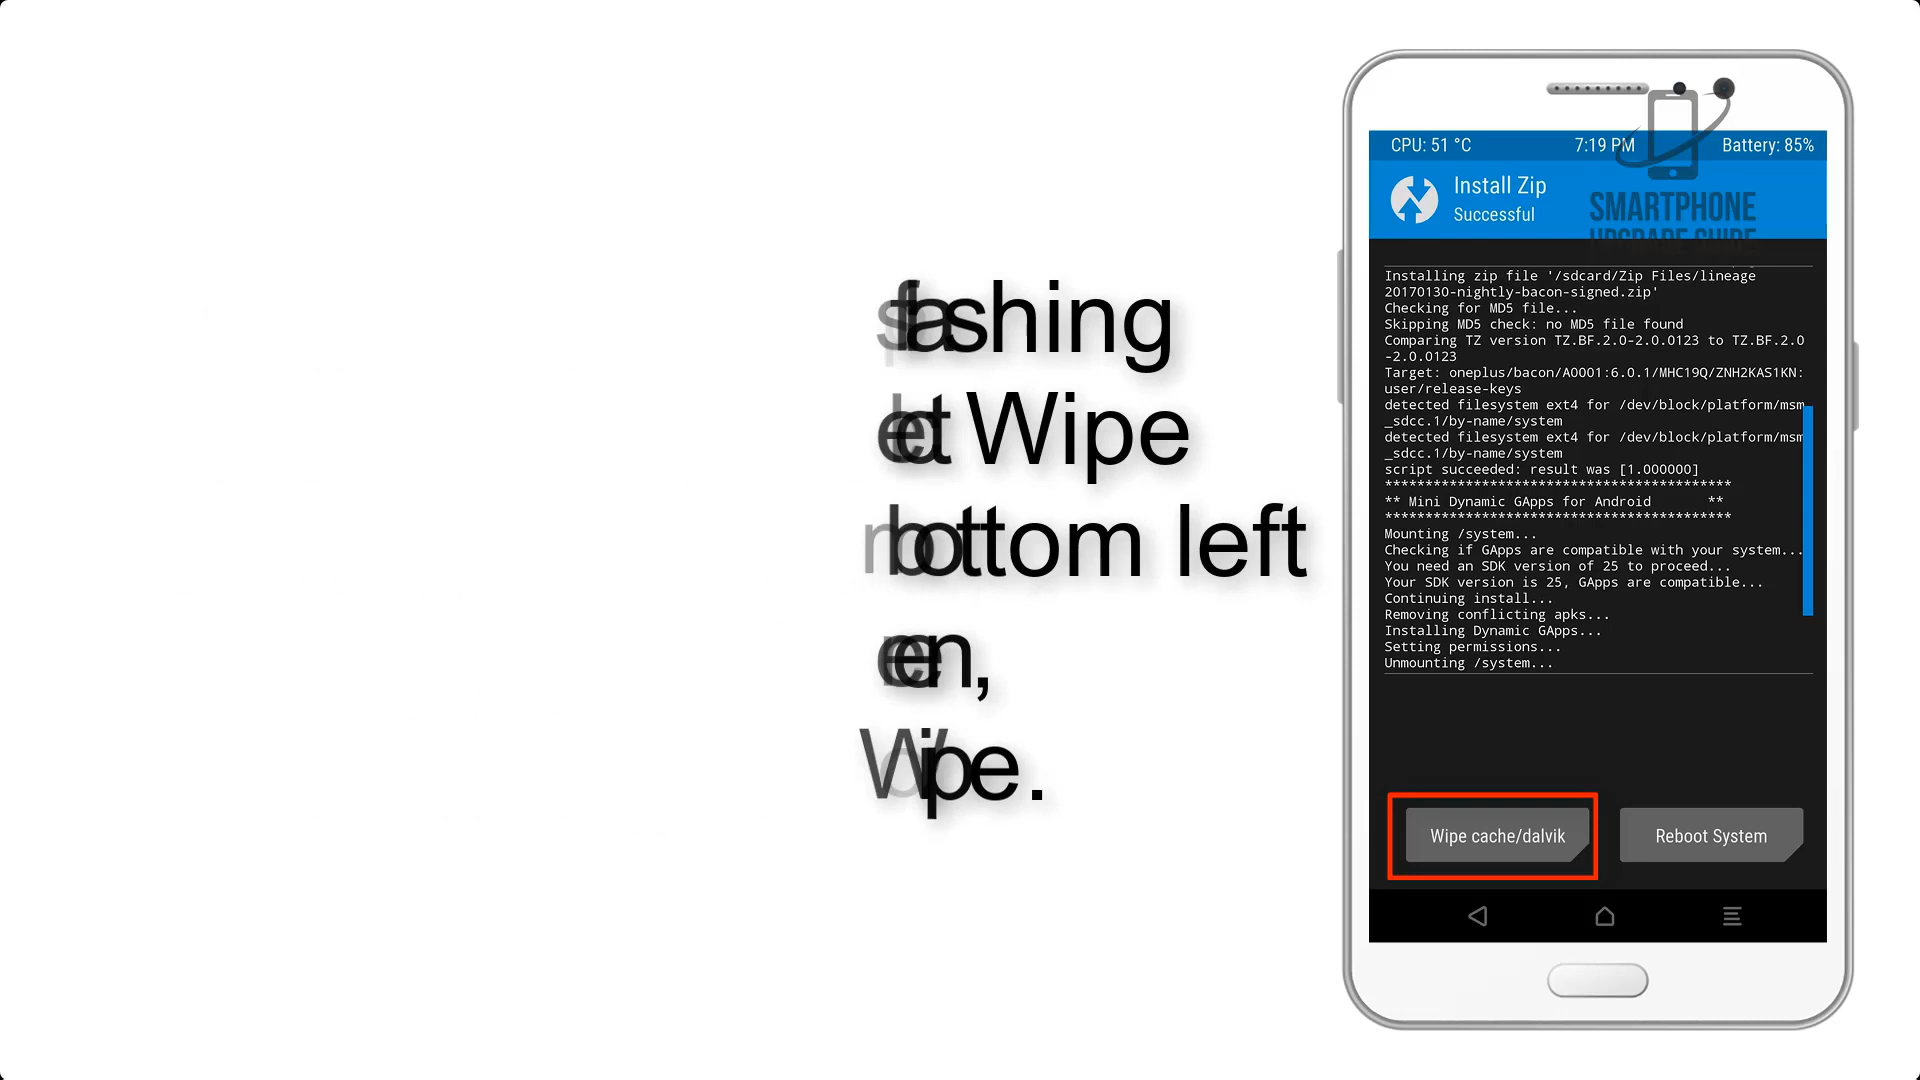 shing
Wipe
bottom left
en,
Wipe.
CPU: 51 °C 7:19 PM Battery: 85%
Install Zip
Successful
SMARTPHONE
UPGRADE GUIDE
Installing zip file '/sdcard/Zip Files/lineage
20170130-nightly-bacon-signed.zip'
Checking for MD5 file...
Skipping MD5 check: no MD5 file found
Comparing TZ version TZ.BF.2.0-2.0.0123 to TZ.BF.2.0
-2.0.0123
Target: oneplus/bacon/A0001:6.0.1/MHC19Q/ZNH2KAS1KN:
user/release-keys
detected filesystem ext4 for /dev/block/platform/msm
_sdcc.1/by-name/system
detected filesystem ext4 for /dev/block/platform/msm
_sdcc.1/by-name/system
script succeeded: result was [1.000000]
*******************************************
** Mini Dynamic GApps for Android **
*******************************************
Mounting /system...
Checking if GApps are compatible with your system...
You need an SDK version of 25 to proceed...
Your SDK version is 25, GApps are compatible...
Continuing install...
Removing conflicting apks...
Installing Dynamic GApps...
Setting permissions...
Unmounting /system...
Wipe cache/dalvik Reboot System